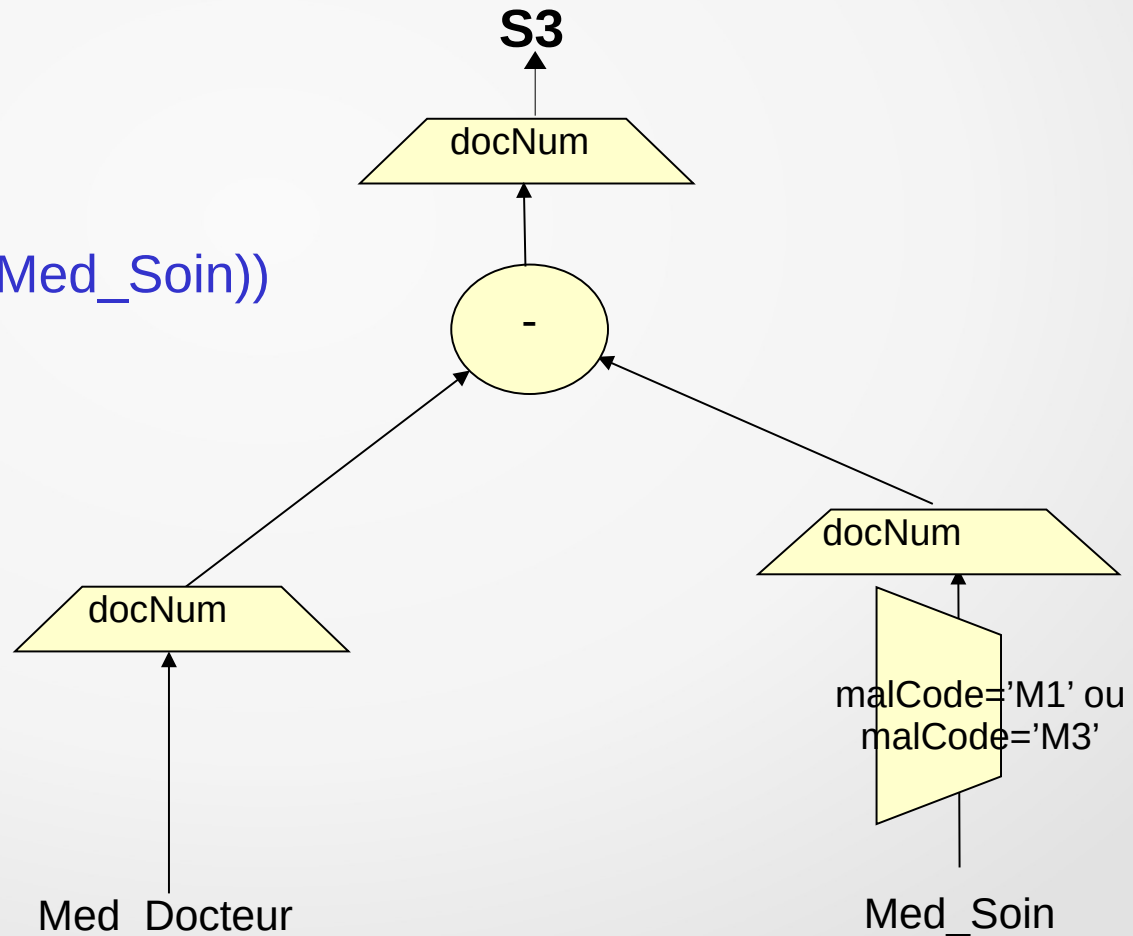 S3
docNum
Med_Soin))
-
docNum
docNum
malCode=’M1’ ou
malCode=’M3’
Med_Docteur
Med_Soin